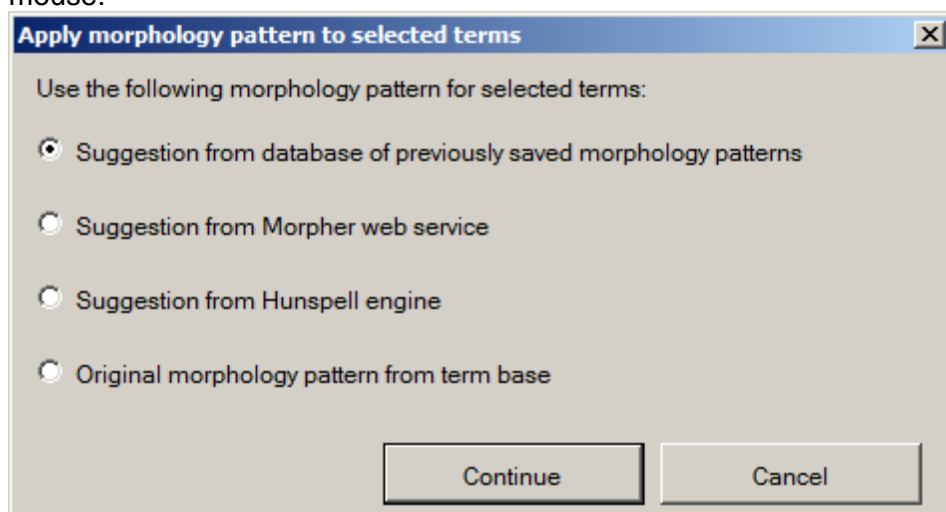 mouse.
Apply morphology pattern to selected terms
Use the following morphology pattern for selected terms:
Suggestion from database of previously saved morphology patterns
Suggestion from Morpher web service
Suggestion from Hunspell engine
Original morphology pattern from term base
Continue Cancel